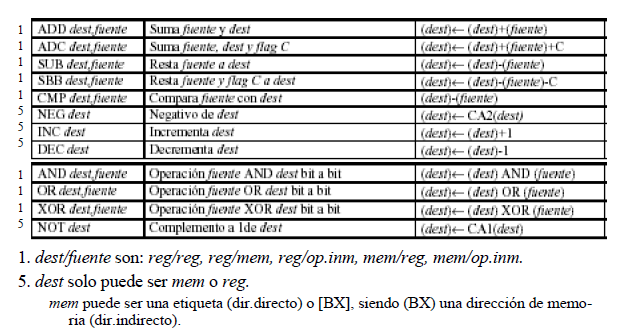 1 ADD dest,fuente Suma fuente y dest (dest)← (dest)+(fuente)
1 ADC dest,fuente Suma fuente, dest y flag C (dest)← (dest)+(fuente)+C
1 SUB dest,fuente Resta fuente a dest (dest)← (dest)-(fuente)
1 SBB dest,fuente Resta fuente y flag C a dest (dest)← (dest)-(fuente)-C
1 CMP dest,fuente Compara fuente con dest (dest)-(fuente)
5 NEG dest Negativo de dest (dest)← CA2(dest)
5 INC dest Incrementa dest (dest)← (dest)+1
5 DEC dest Decrementa dest (dest)← (dest)-1
1 AND dest,fuente Operación fuente AND dest bit a bit (dest)← (dest) AND (fuente)
1 OR dest,fuente Operación fuente OR dest bit a bit (dest)← (dest) OR (fuente)
1 XOR dest,fuente Operación fuente XOR dest bit a bit (dest)← (dest) XOR (fuente)
5 NOT dest Complemento a 1de dest (dest)← CA1(dest)
1. dest/fuente son: reg/reg, reg/mem, reg/op.inm, mem/reg, mem/op.inm.
5. dest solo puede ser mem o reg.
mem puede ser una etiqueta (dir.directo) o [BX], siendo (BX) una dirección de memo-
ria (dir.indirecto).